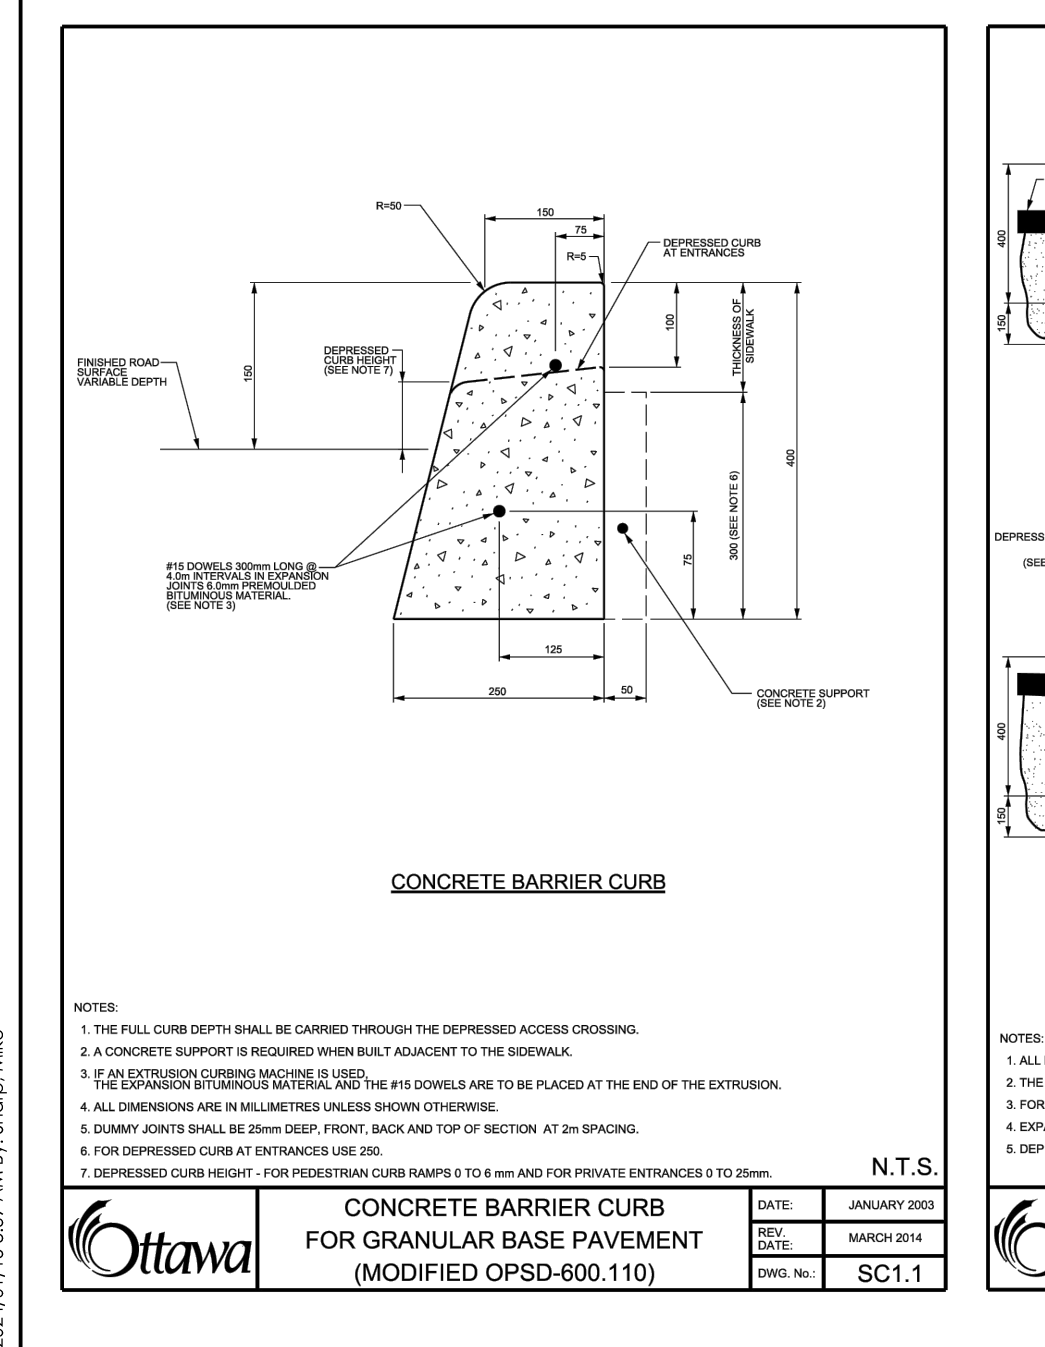 R=50
150
75
R=5
DEPRESSED CURB
AT ENTRANCES
100
THICKNESS OF
SIDEWALK
150
DEPRESSED
CURB HEIGHT
(SEE NOTE 7)
FINISHED ROAD
SURFACE
VARIABLE DEPTH
400
300 (SEE NOTE 6)
75
#15 DOWELS 300mm LONG @
4.0m INTERVALS IN EXPANSION
JOINTS 6.0mm PREMOULDED
BITUMINOUS MATERIAL.
(SEE NOTE 3)
125
250
50
CONCRETE SUPPORT
(SEE NOTE 2)
CONCRETE BARRIER CURB
NOTES:
1. THE FULL CURB DEPTH SHALL BE CARRIED THROUGH THE DEPRESSED ACCESS CROSSING.
2. A CONCRETE SUPPORT IS REQUIRED WHEN BUILT ADJACENT TO THE SIDEWALK.
3. IF AN EXTRUSION CURBING MACHINE IS USED,
THE EXPANSION BITUMINOUS MATERIAL AND THE #15 DOWELS ARE TO BE PLACED AT THE END OF THE EXTRUSION.
4. ALL DIMENSIONS ARE IN MILLIMETRES UNLESS SHOWN OTHERWISE.
5. DUMMY JOINTS SHALL BE 25mm DEEP, FRONT, BACK AND TOP OF SECTION AT 2m SPACING.
6. FOR DEPRESSED CURB AT ENTRANCES USE 250.
7. DEPRESSED CURB HEIGHT - FOR PEDESTRIAN CURB RAMPS 0 TO 6 mm AND FOR PRIVATE ENTRANCES 0 TO 25mm.
N.T.S.
Ottawa
CONCRETE BARRIER CURB
FOR GRANULAR BASE PAVEMENT
(MODIFIED OPSD-600.110)
DATE: JANUARY 2003
REV.
DATE: MARCH 2014
DWG. No.: SC1.1
400
150
DEPRESS
(SEE
400
150
NOTES:
1. ALL
2. THE
3. FOR
4. EXPA
5. DEP